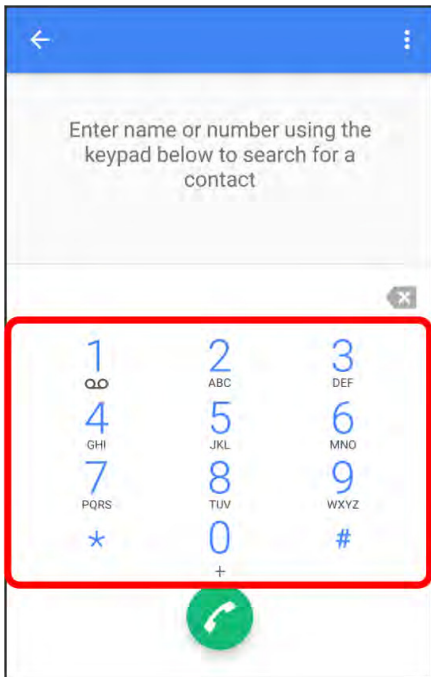 Enter name or number using the
keypad below to search for a
contact
1 2 3
ABC DEF
4 5 6
GHI JKL MNO
7 8 9
PQRS TUV WXYZ
* 0 #
+